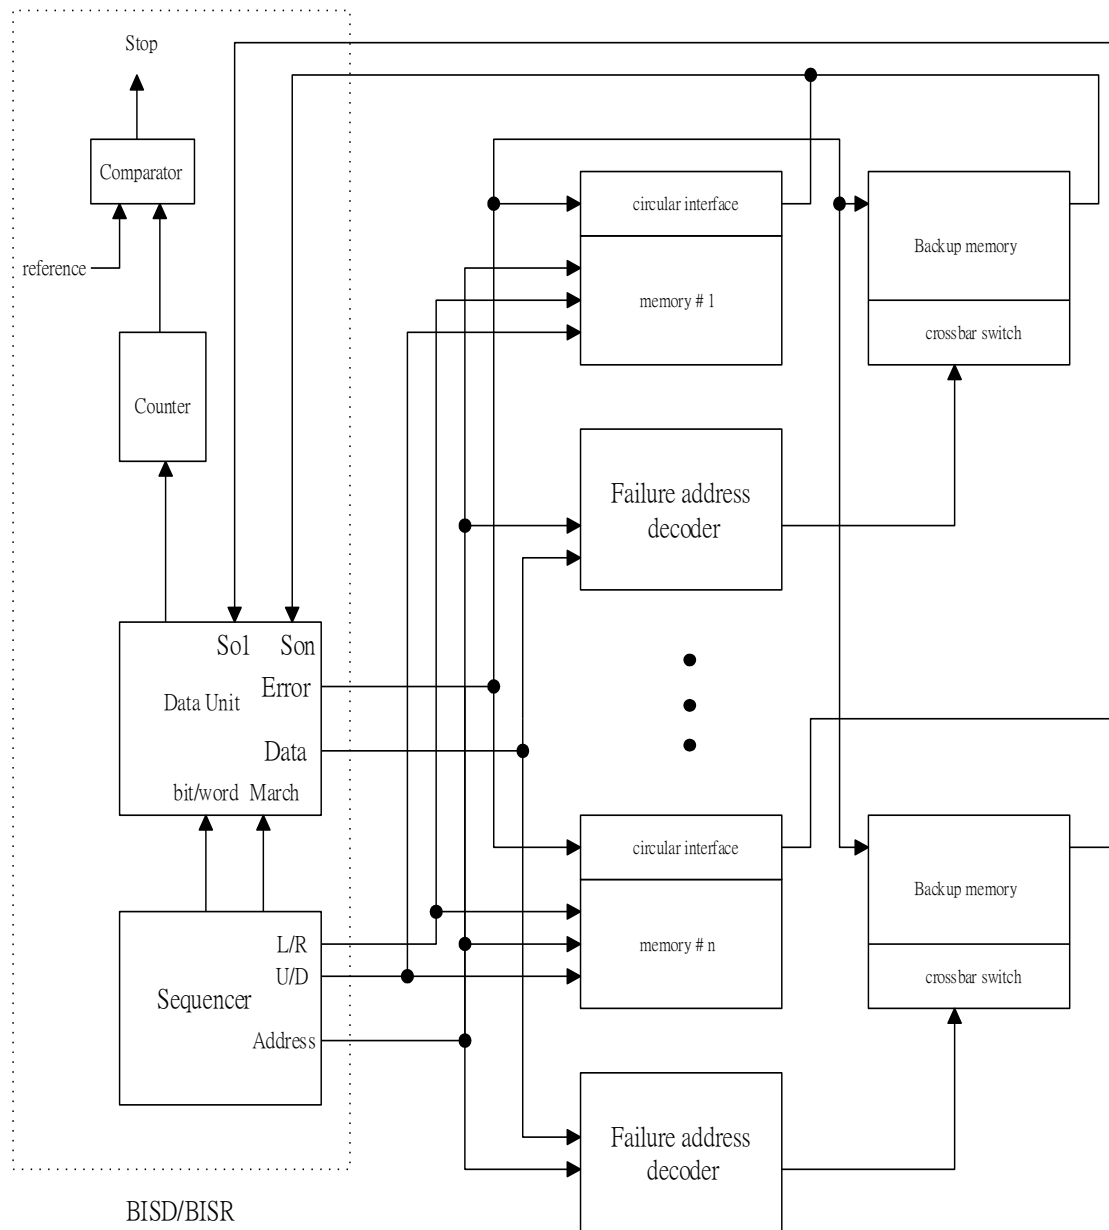 Stop
Comparator
reference
Counter
So1 Son
Error
Data Unit
Data
bit/word March
L/R
U/D
Sequencer
Address
BISD/BISR
circular interface
memory # 1
Backup memory
crossbar switch
Failure address
decoder
circular interface
memory # n
Backup memory
crossbar switch
Failure address
decoder